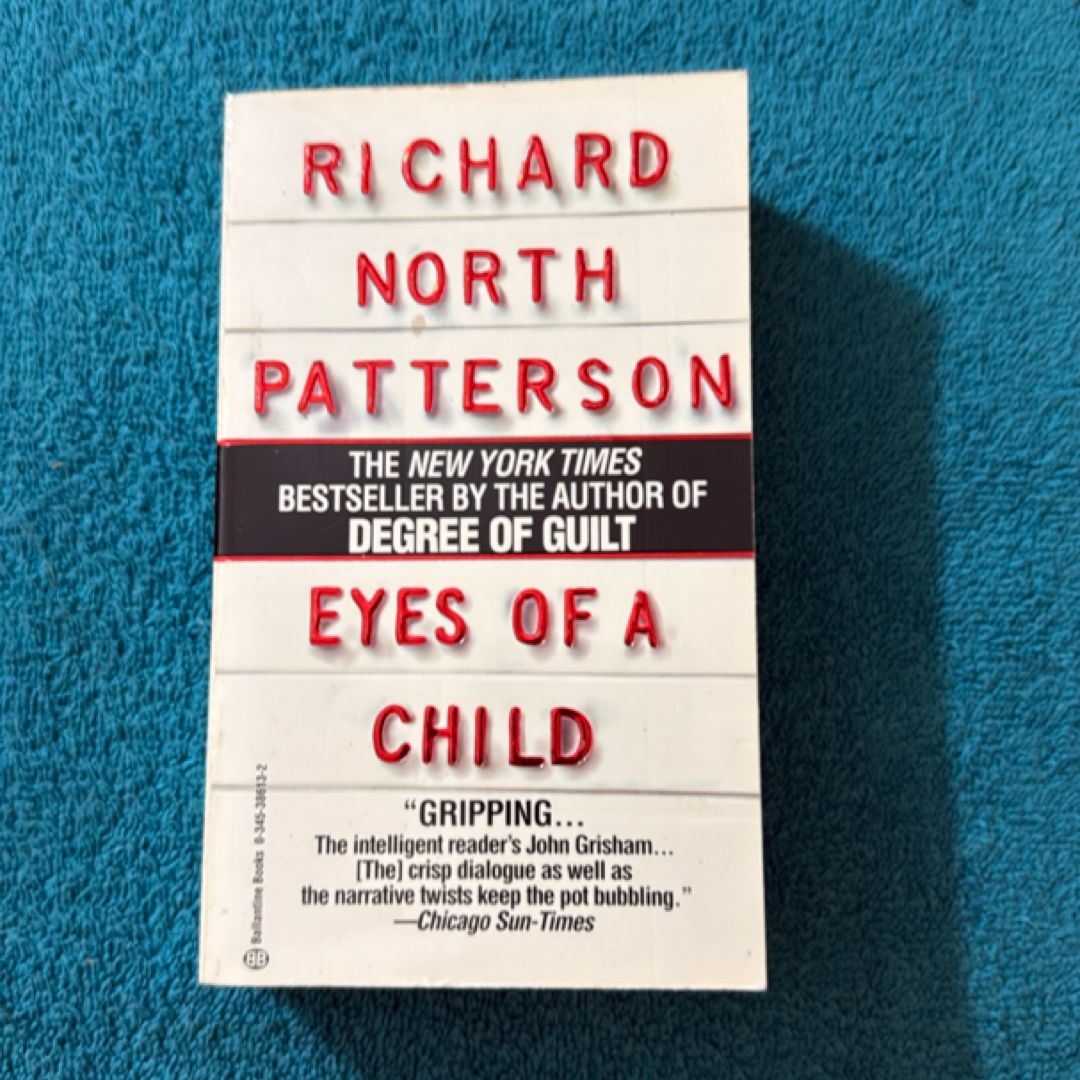 RICHARD
NORTH
PATTERSON
THE NEW YORK TIMES
BESTSELLER BY THE AUTHOR OF
DEGREE OF GUILT
EYES OF A
CHILD
“GRIPPING...
The intelligent reader's John Grisham...
[The] crisp dialogue as well as
the narrative twists keep the pot bubbling.”
—Chicago Sun-Times
BB Ballantine Books 0-345-38613-2